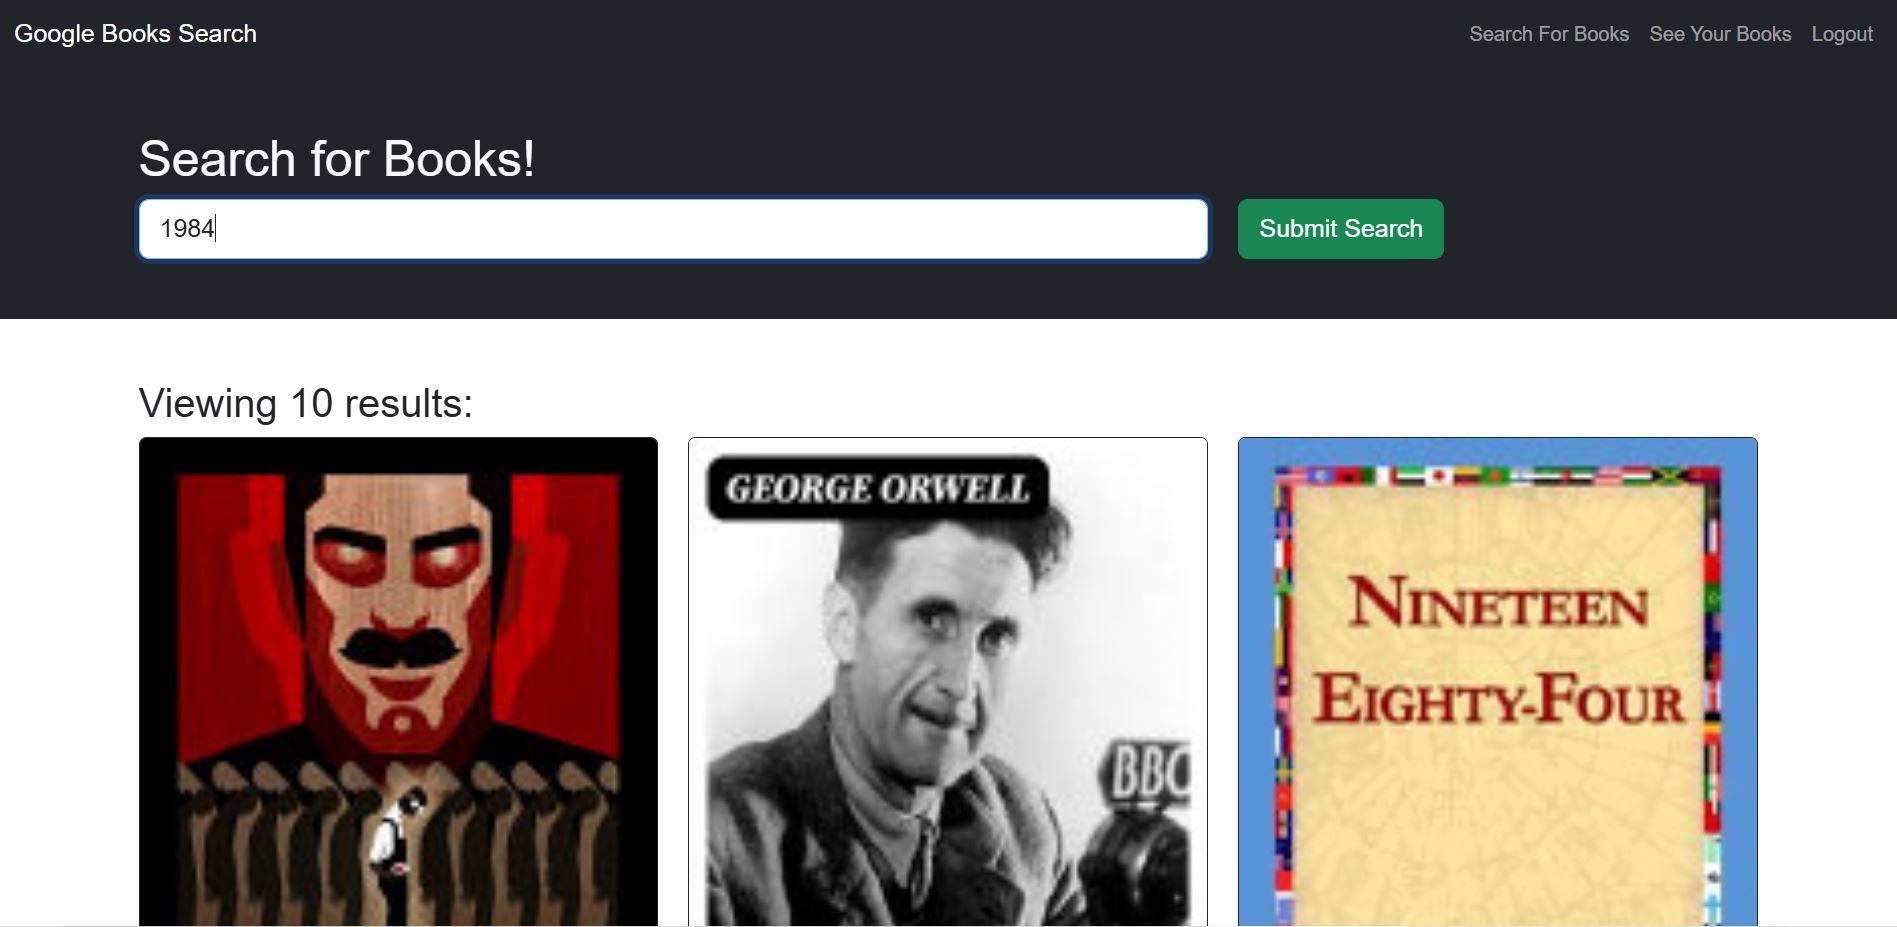 Google Books Search
Search For Books
See Your Books
Logout
Search for Books!
1984
Submit Search
Viewing 10 results:
GEORGE ORWELL
BBC
NINETEEN
EIGHTY-FOUR